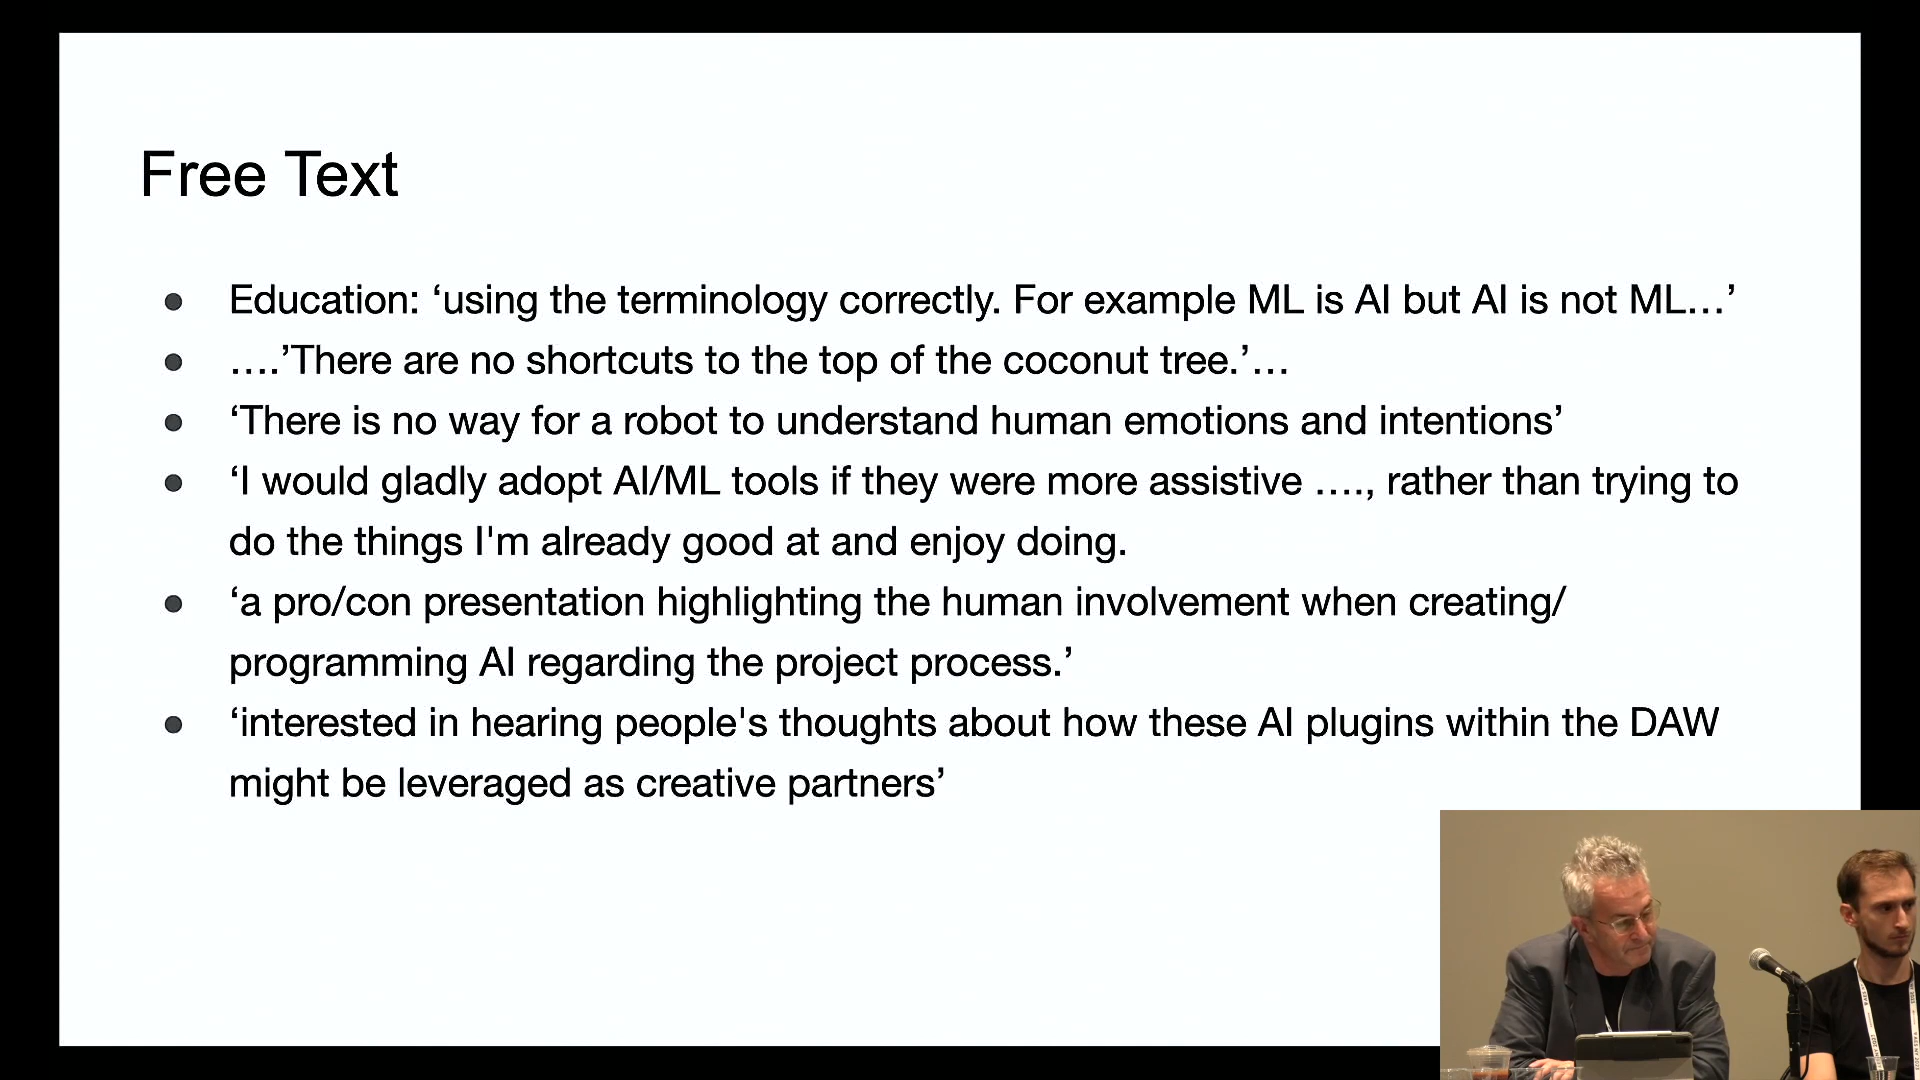 Free Text
● Education: ‘using the terminology correctly. For example ML is AI but AI is not ML…’
● ….’There are no shortcuts to the top of the coconut tree.’…
● ‘There is no way for a robot to understand human emotions and intentions’
● ‘I would gladly adopt AI/ML tools if they were more assistive …., rather than trying to
do the things I'm already good at and enjoy doing.
● ‘a pro/con presentation highlighting the human involvement when creating/
programming AI regarding the project process.’
● ‘interested in hearing people's thoughts about how these AI plugins within the DAW
might be leveraged as creative partners’